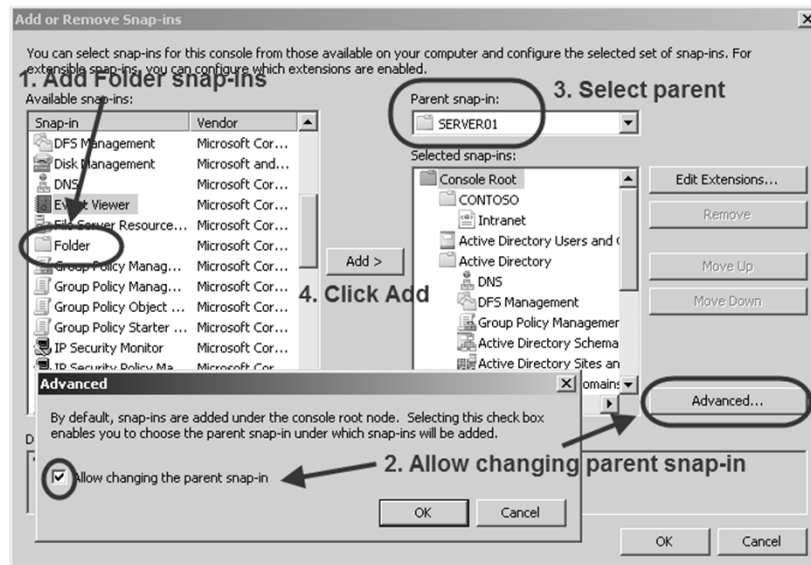 Add or Remove Snap-ins
You can select snap-ins for this console from those available on your computer and configure the selected set of snap-ins. For
extensible snap-ins, you can configure which extensions are enabled.
1. Add Folder snap-ins
3. Select parent
Available snap-ins:
Snap-in Vendor
DFS Management Microsoft Cor...
Disk Management Microsoft and...
DNS Microsoft Cor...
Event Viewer Microsoft Cor...
File Server Resource... Microsoft Cor...
Folder Microsoft Cor...
Group Policy Manag... Microsoft Cor...
Group Policy Manag... Microsoft Cor...
Group Policy Object ... Microsoft Cor...
Group Policy Starter ... Microsoft Cor...
IP Security Monitor Microsoft Cor...
IP Security Policy Ma... Microsoft Cor...
Add >
4. Click Add
Parent snap-in:
SERVER01
Selected snap-ins:
Console Root
CONTOSO
Intranet
Active Directory Users and
Active Directory
DNS
DFS Management
Group Policy Managemen
Active Directory Schema
Active Directory Sites an
omains
Edit Extensions...
Remove
Move Up
Move Down
Advanced...
Advanced
By default, snap-ins are added under the console root node. Selecting this check box
enables you to choose the parent snap-in under which snap-ins will be added.
Allow changing the parent snap-in
2. Allow changing parent snap-in
OK Cancel
OK Cancel